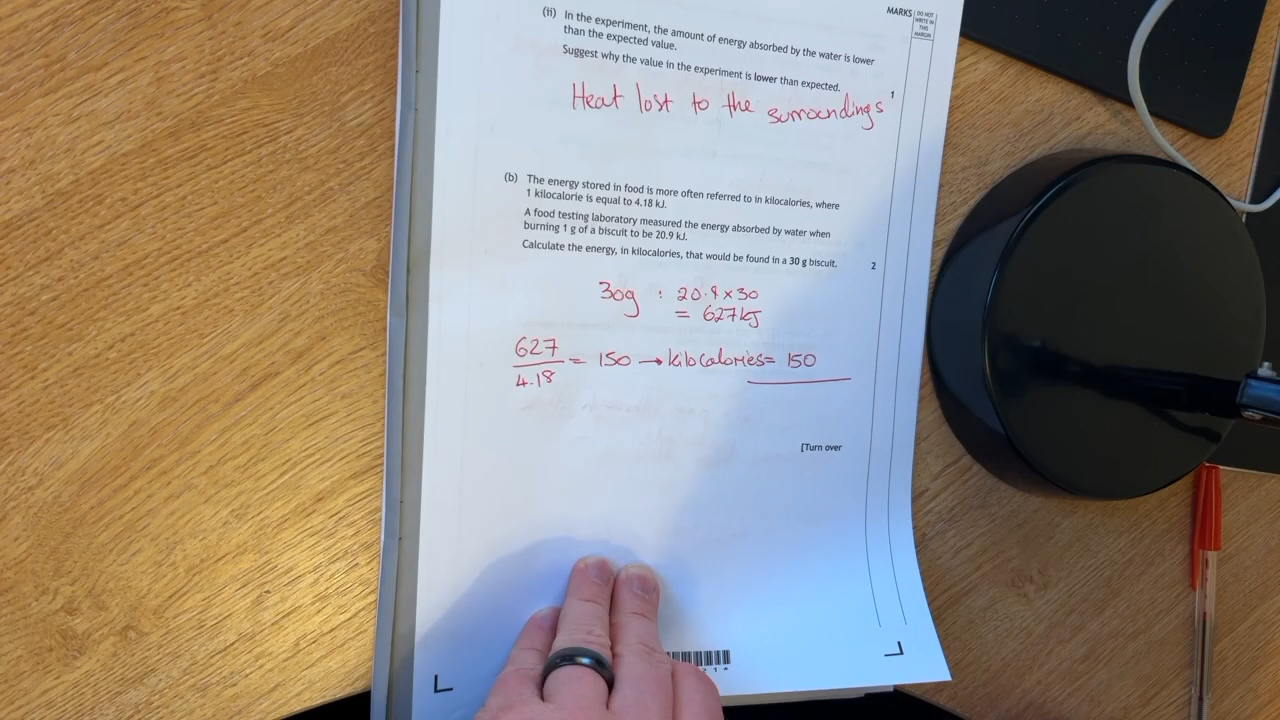 MARKS
DO NOT
WRITE IN
THIS
MARGIN
(ii) In the experiment, the amount of energy absorbed by the water is lower
than the expected value.
Suggest why the value in the experiment is lower than expected.
1
Heat lost to the surroundings
(b) The energy stored in food is more often referred to in kilocalories, where
1 kilocalorie is equal to 4.18 kJ.
A food testing laboratory measured the energy absorbed by water when
burning 1 g of a biscuit to be 20.9 kJ.
Calculate the energy, in kilocalories, that would be found in a 30 g biscuit.
2
30g : 20.9 x 30
= 627kJ
627
4.18
= 150 → kilocalories = 150
[Turn over